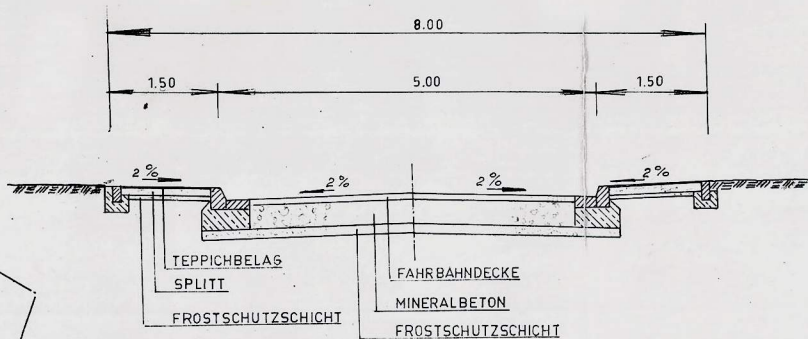 8.00
1.50 5.00 1.50
2% 2% 2% 2%
TEPPICHBELAG
SPLITT
FROSTSCHUTZSCHICHT
FAHRBAHNDECKE
MINERALBETON
FROSTSCHUTZSCHICHT